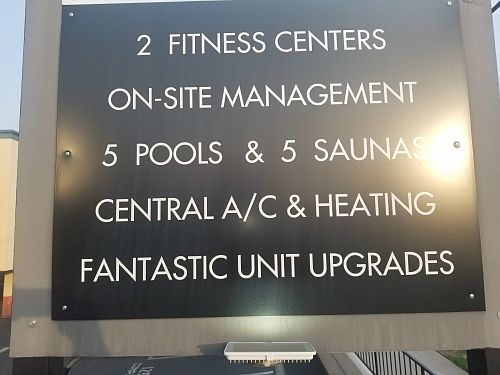 2 FITNESS CENTERS
ON-SITE MANAGEMENT
5 POOLS & 5 SAUNAS
CENTRAL A/C & HEATING
FANTASTIC UNIT UPGRADES